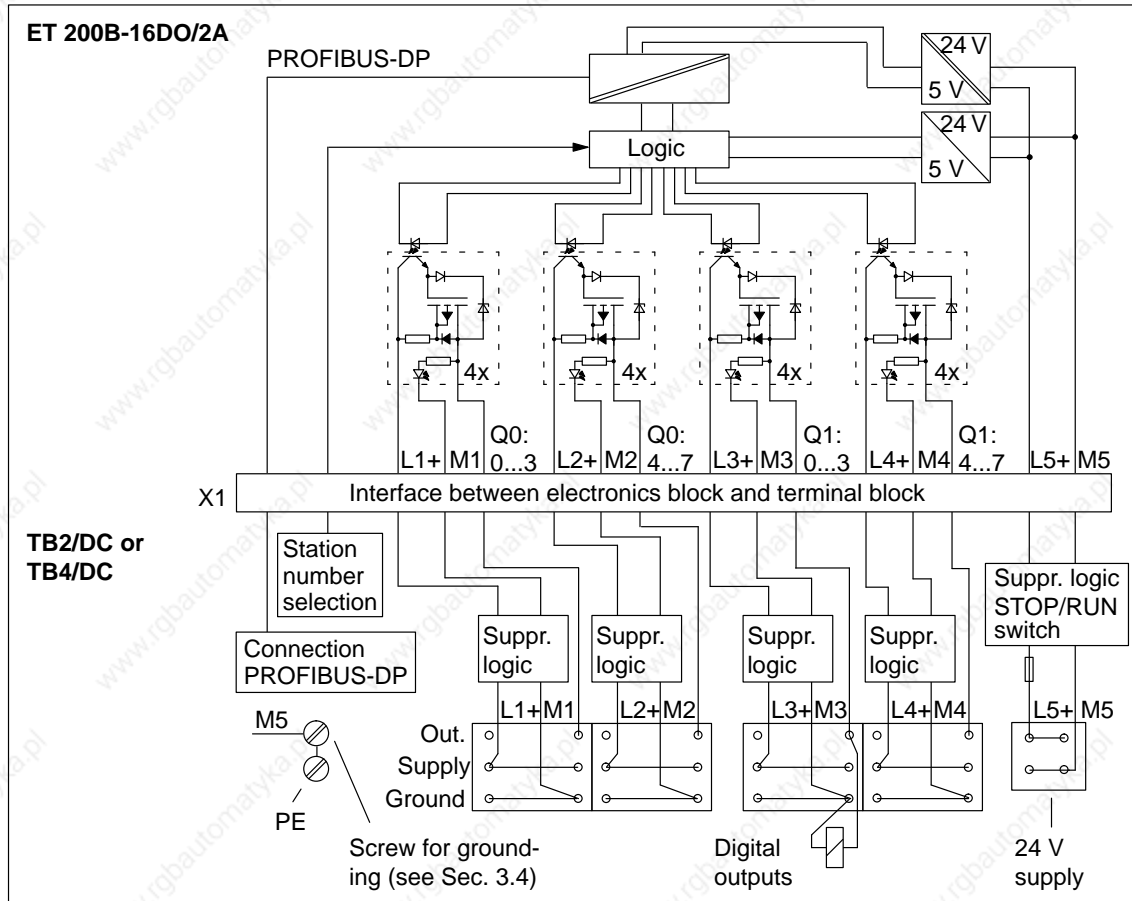 ET 200B-16DO/2A
PROFIBUS-DP
24 V
5 V
24 V
5 V
Logic
4x
4x
4x
4x
L1+ M1 Q0: 0...3
L2+ M2 Q0: 4...7
L3+ M3 Q1: 0...3
L4+ M4 Q1: 4...7
L5+ M5
X1
Interface between electronics block and terminal block
TB2/DC or
TB4/DC
Station
number
selection
Connection
PROFIBUS-DP
Suppr.
logic
Suppr.
logic
Suppr.
logic
Suppr.
logic
Suppr. logic
STOP/RUN
switch
L1+ M1
L2+ M2
L3+ M3
L4+ M4
L5+ M5
M5
PE
Out.
Supply
Ground
Screw for ground-
ing (see Sec. 3.4)
Digital
outputs
24 V
supply
www.rgbautomatyka.pl